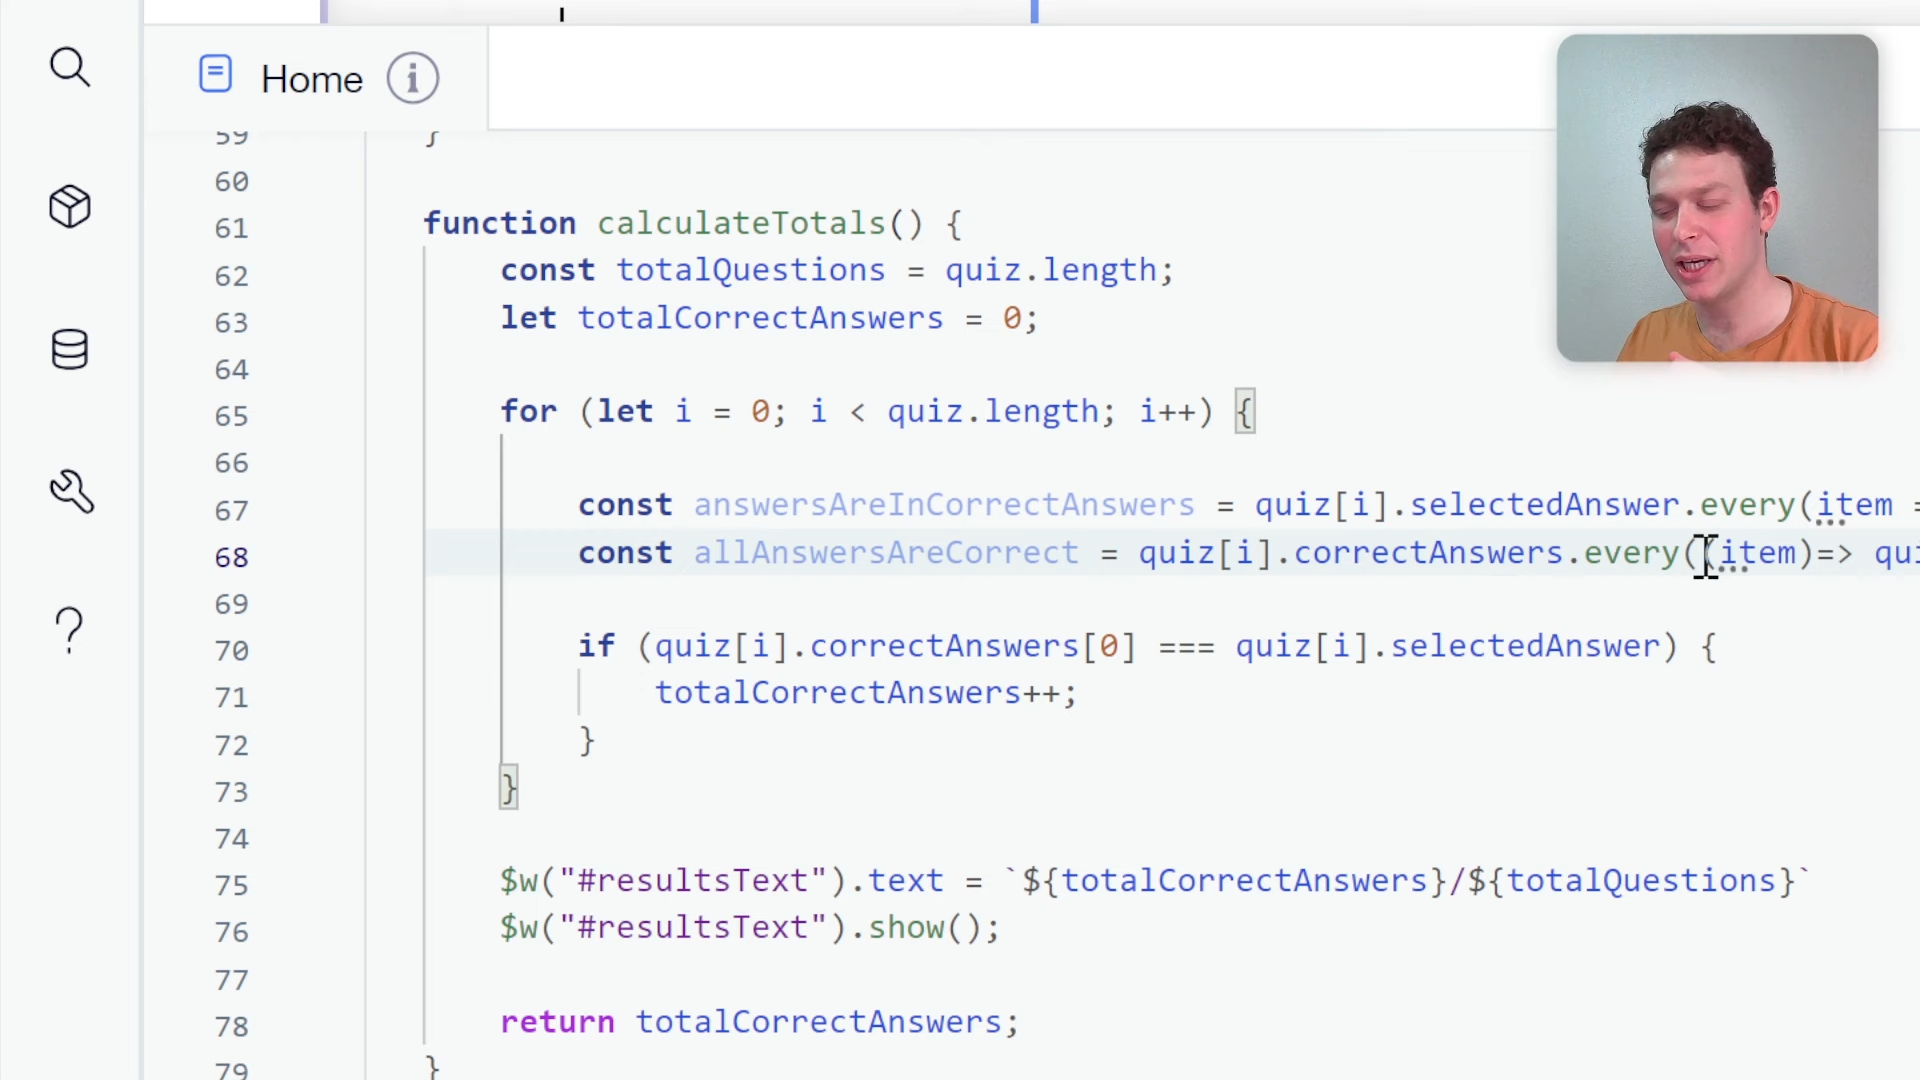 Home
59 }
60
61 function calculateTotals() {
62 const totalQuestions = quiz.length;
63 let totalCorrectAnswers = 0;
64
65 for (let i = 0; i < quiz.length; i++) {
66
67 const answersAreInCorrectAnswers = quiz[i].selectedAnswer.every(item =
68 const allAnswersAreCorrect = quiz[i].correctAnswers.every((item)=> qui
69
70 if (quiz[i].correctAnswers[0] === quiz[i].selectedAnswer) {
71 totalCorrectAnswers++;
72 }
73 }
74
75 $w("#resultsText").text = `${totalCorrectAnswers}/${totalQuestions}`
76 $w("#resultsText").show();
77
78 return totalCorrectAnswers;
79 }